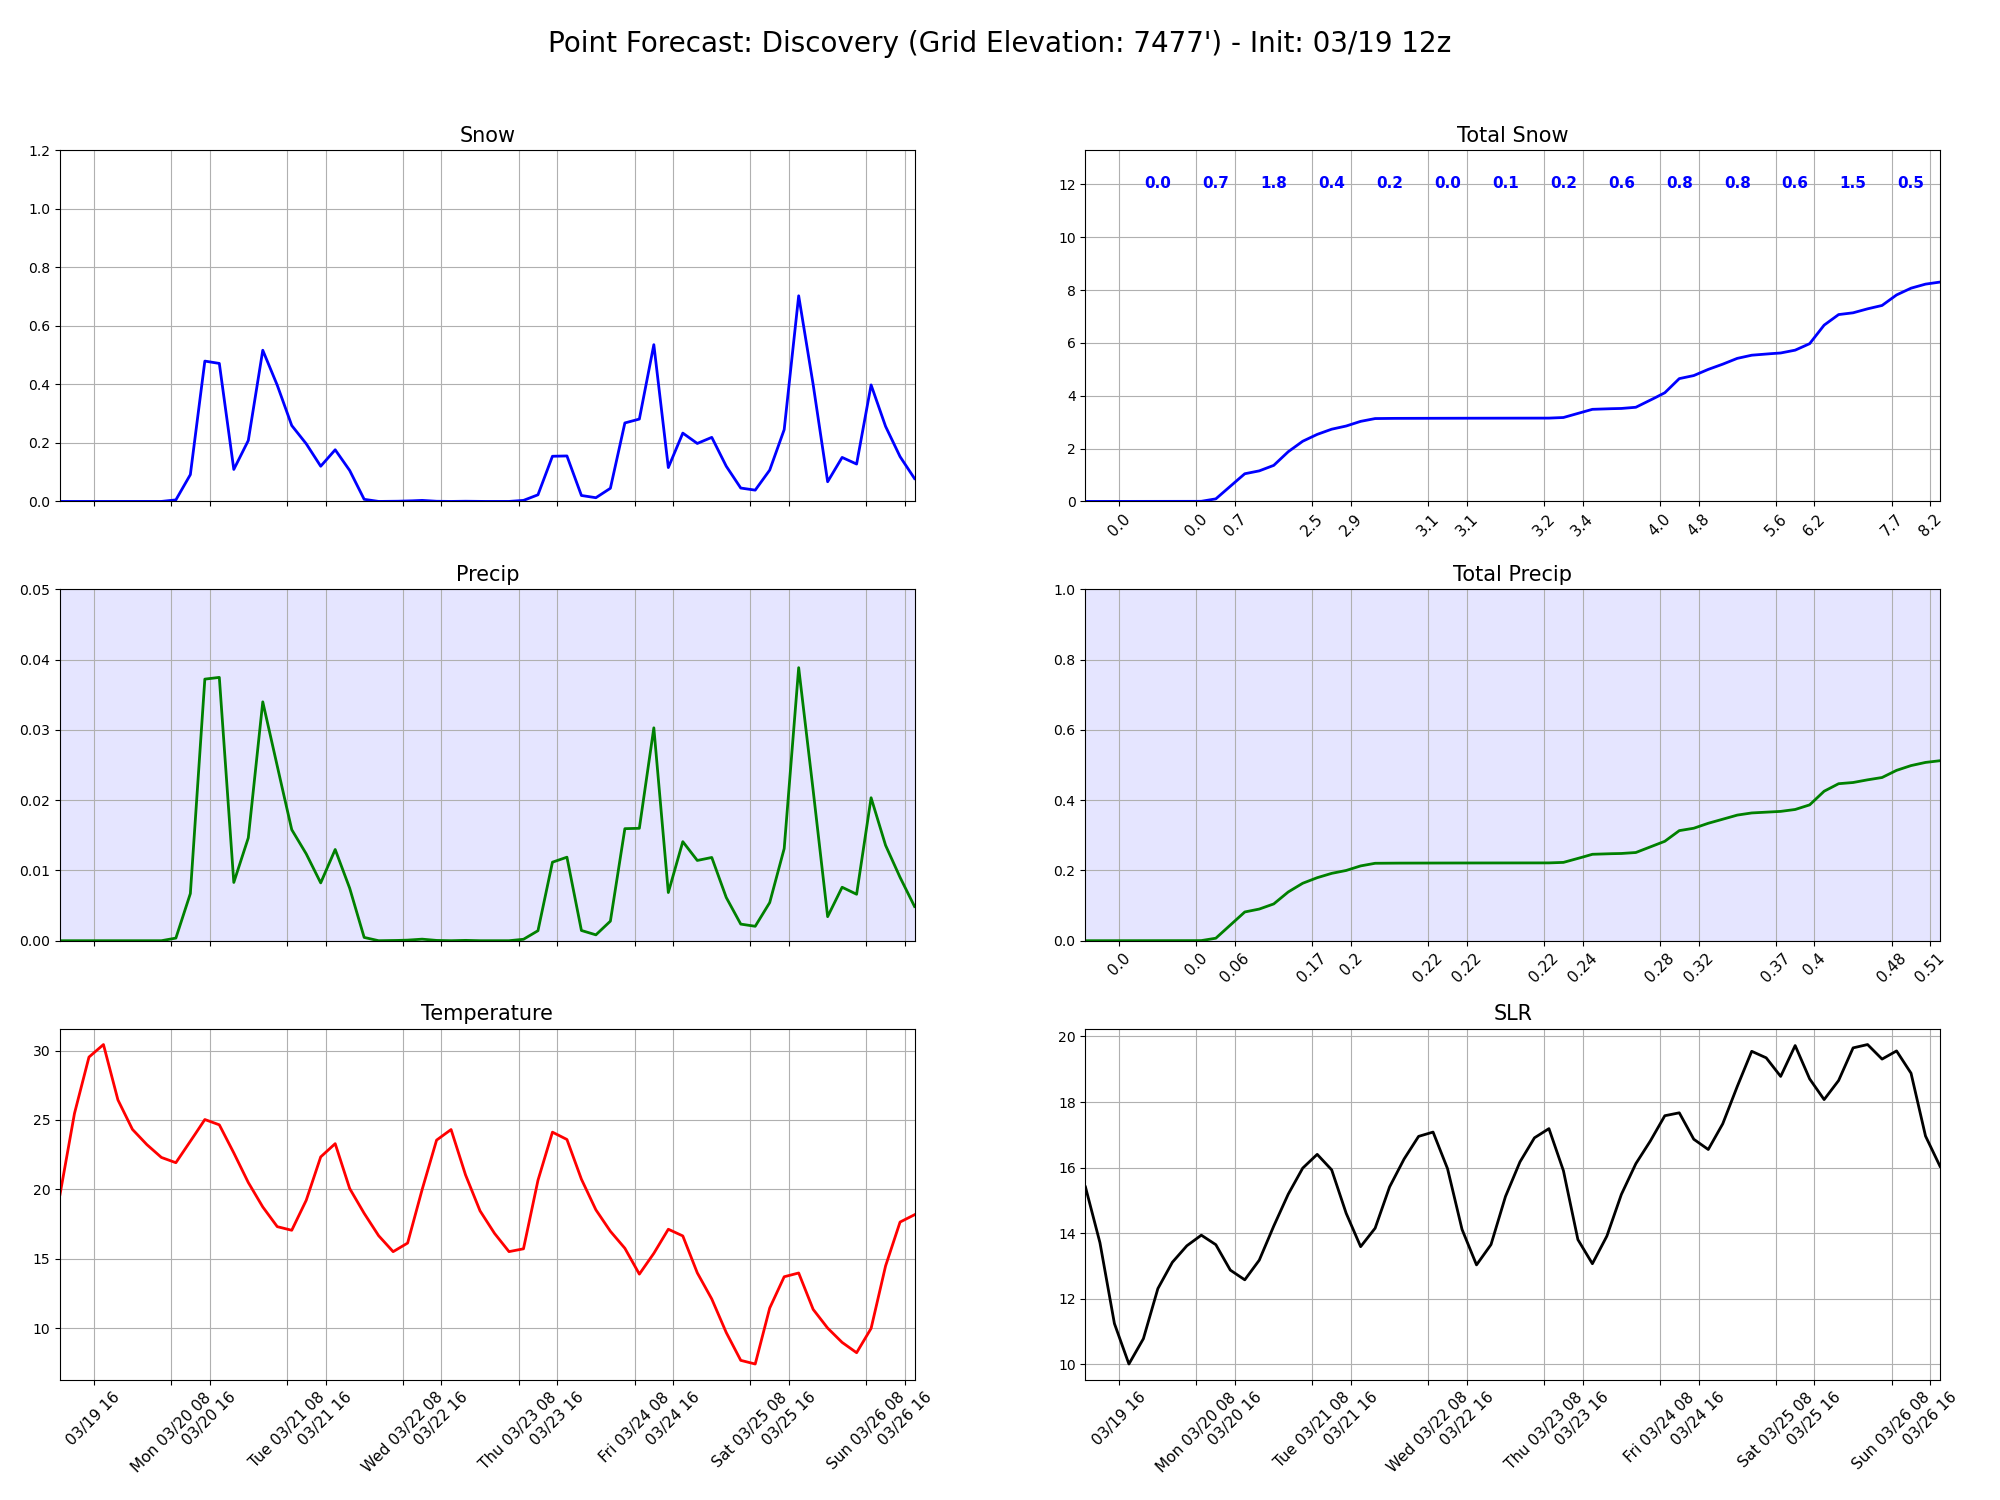 Point Forecast: Discovery (Grid Elevation: 7477') - Init: 03/19 12z
Snow
1.2
1.0
0.8
0.6
0.4
0.2
0.0
Total Snow
12
10
8
6
4
2
0
0.0 0.7 1.8 0.4 0.2 0.0 0.1 0.2 0.6 0.8 0.8 0.6 1.5 0.5
0.0 0.0 0.7 2.5 2.9 3.1 3.1 3.2 3.4 4.0 4.8 5.6 6.2 7.7 8.2
Precip
0.05
0.04
0.03
0.02
0.01
0.00
Total Precip
1.0
0.8
0.6
0.4
0.2
0.0
0.0 0.0 0.06 0.17 0.2 0.22 0.22 0.22 0.24 0.28 0.32 0.37 0.4 0.48 0.51
Temperature
30
25
20
15
10
03/19 16
Mon 03/20 08
03/20 16
Tue 03/21 08
03/21 16
Wed 03/22 08
03/22 16
Thu 03/23 08
03/23 16
Fri 03/24 08
03/24 16
Sat 03/25 08
03/25 16
Sun 03/26 08
03/26 16
SLR
20
18
16
14
12
10
03/19 16
Mon 03/20 08
03/20 16
Tue 03/21 08
03/21 16
Wed 03/22 08
03/22 16
Thu 03/23 08
03/23 16
Fri 03/24 08
03/24 16
Sat 03/25 08
03/25 16
Sun 03/26 08
03/26 16